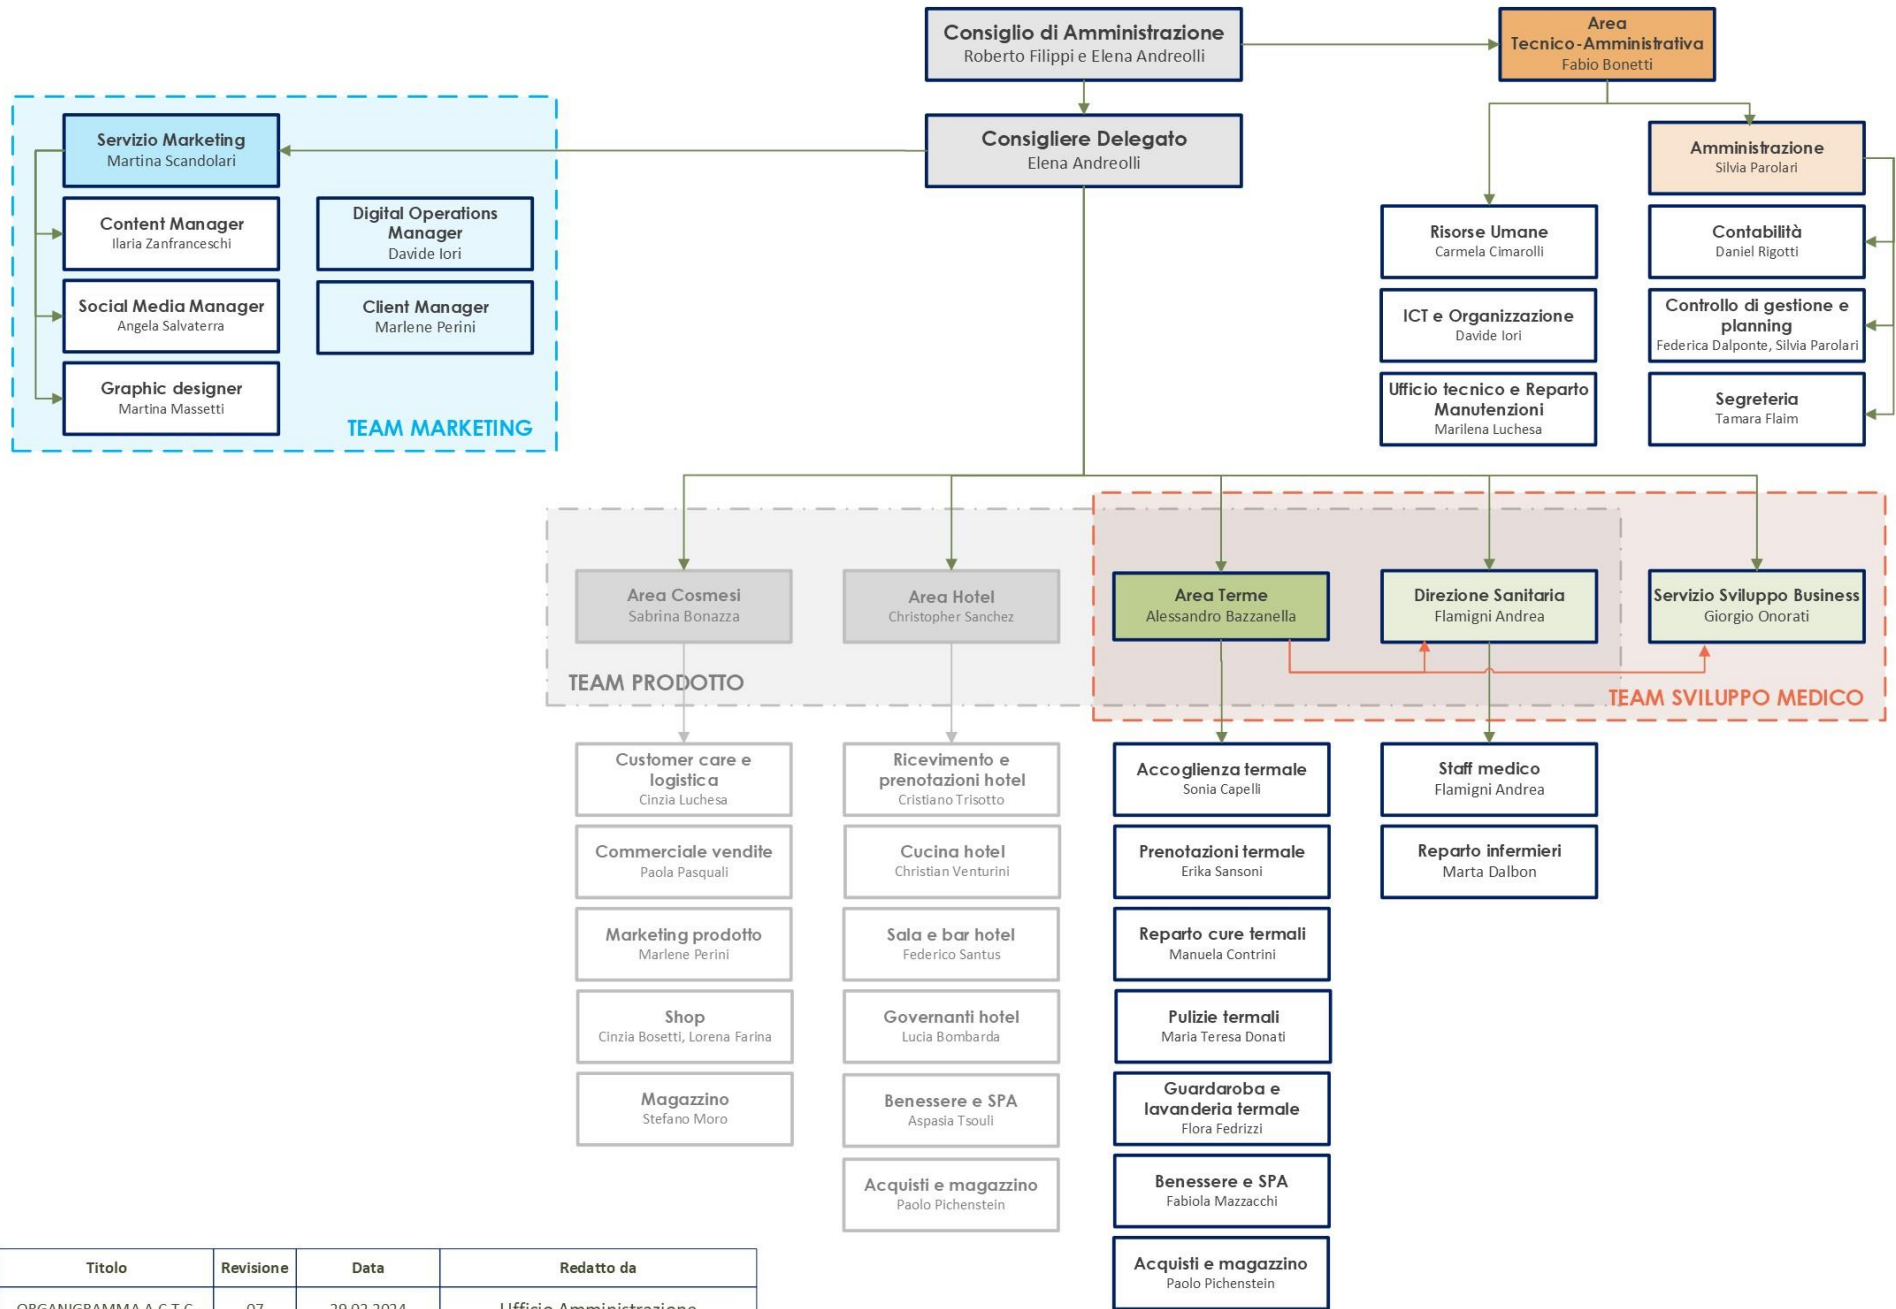 Consiglio di Amministrazione
Roberto Filippi e Elena Andreolli
Area
Tecnico-Amministrativa
Fabio Bonetti
Consigliere Delegato
Elena Andreolli
Servizio Marketing
Martina Scandolari
Content Manager
Ilaria Zanfranceschi
Social Media Manager
Angela Salvaterra
Graphic designer
Martina Massetti
Digital Operations
Manager
Davide Iori
Client Manager
Marlene Perini
TEAM MARKETING
Amministrazione
Silvia Parolari
Risorse Umane
Carmela Cimarolli
ICT e Organizzazione
Davide Iori
Ufficio tecnico e Reparto
Manutenzioni
Marilena Luchesa
Contabilità
Daniel Rigotti
Controllo di gestione e
planning
Federica Dalponte, Silvia Parolari
Segreteria
Tamara Flaim
Area Cosmesi
Sabrina Bonazza
Area Hotel
Christopher Sanchez
Area Terme
Alessandro Bazzanella
Direzione Sanitaria
Flamigni Andrea
Servizio Sviluppo Business
Giorgio Onorati
TEAM PRODOTTO
TEAM SVILUPPO MEDICO
Customer care e
logistica
Cinzia Luchesa
Commerciale vendite
Paola Pasquali
Marketing prodotto
Marlene Perini
Shop
Cinzia Bosetti, Lorena Farina
Magazzino
Stefano Moro
Ricevimento e
prenotazioni hotel
Cristiano Trisotto
Cucina hotel
Christian Venturini
Sala e bar hotel
Federico Santus
Governanti hotel
Lucia Bombarda
Benessere e SPA
Aspasia Tsouli
Acquisti e magazzino
Paolo Pichenstein
Accoglienza termale
Sonia Capelli
Prenotazioni termale
Erika Sansoni
Reparto cure termali
Manuela Contrini
Pulizie termali
Maria Teresa Donati
Guardaroba e
lavanderia termale
Flora Fedrizzi
Benessere e SPA
Fabiola Mazzacchi
Acquisti e magazzino
Paolo Pichenstein
Staff medico
Flamigni Andrea
Reparto infermieri
Marta Dalbon
Titolo Revisione Data Redatto da
ORGANIGRAMMA A.C.T.C. 07 29.02.2024 Ufficio Amministrazione